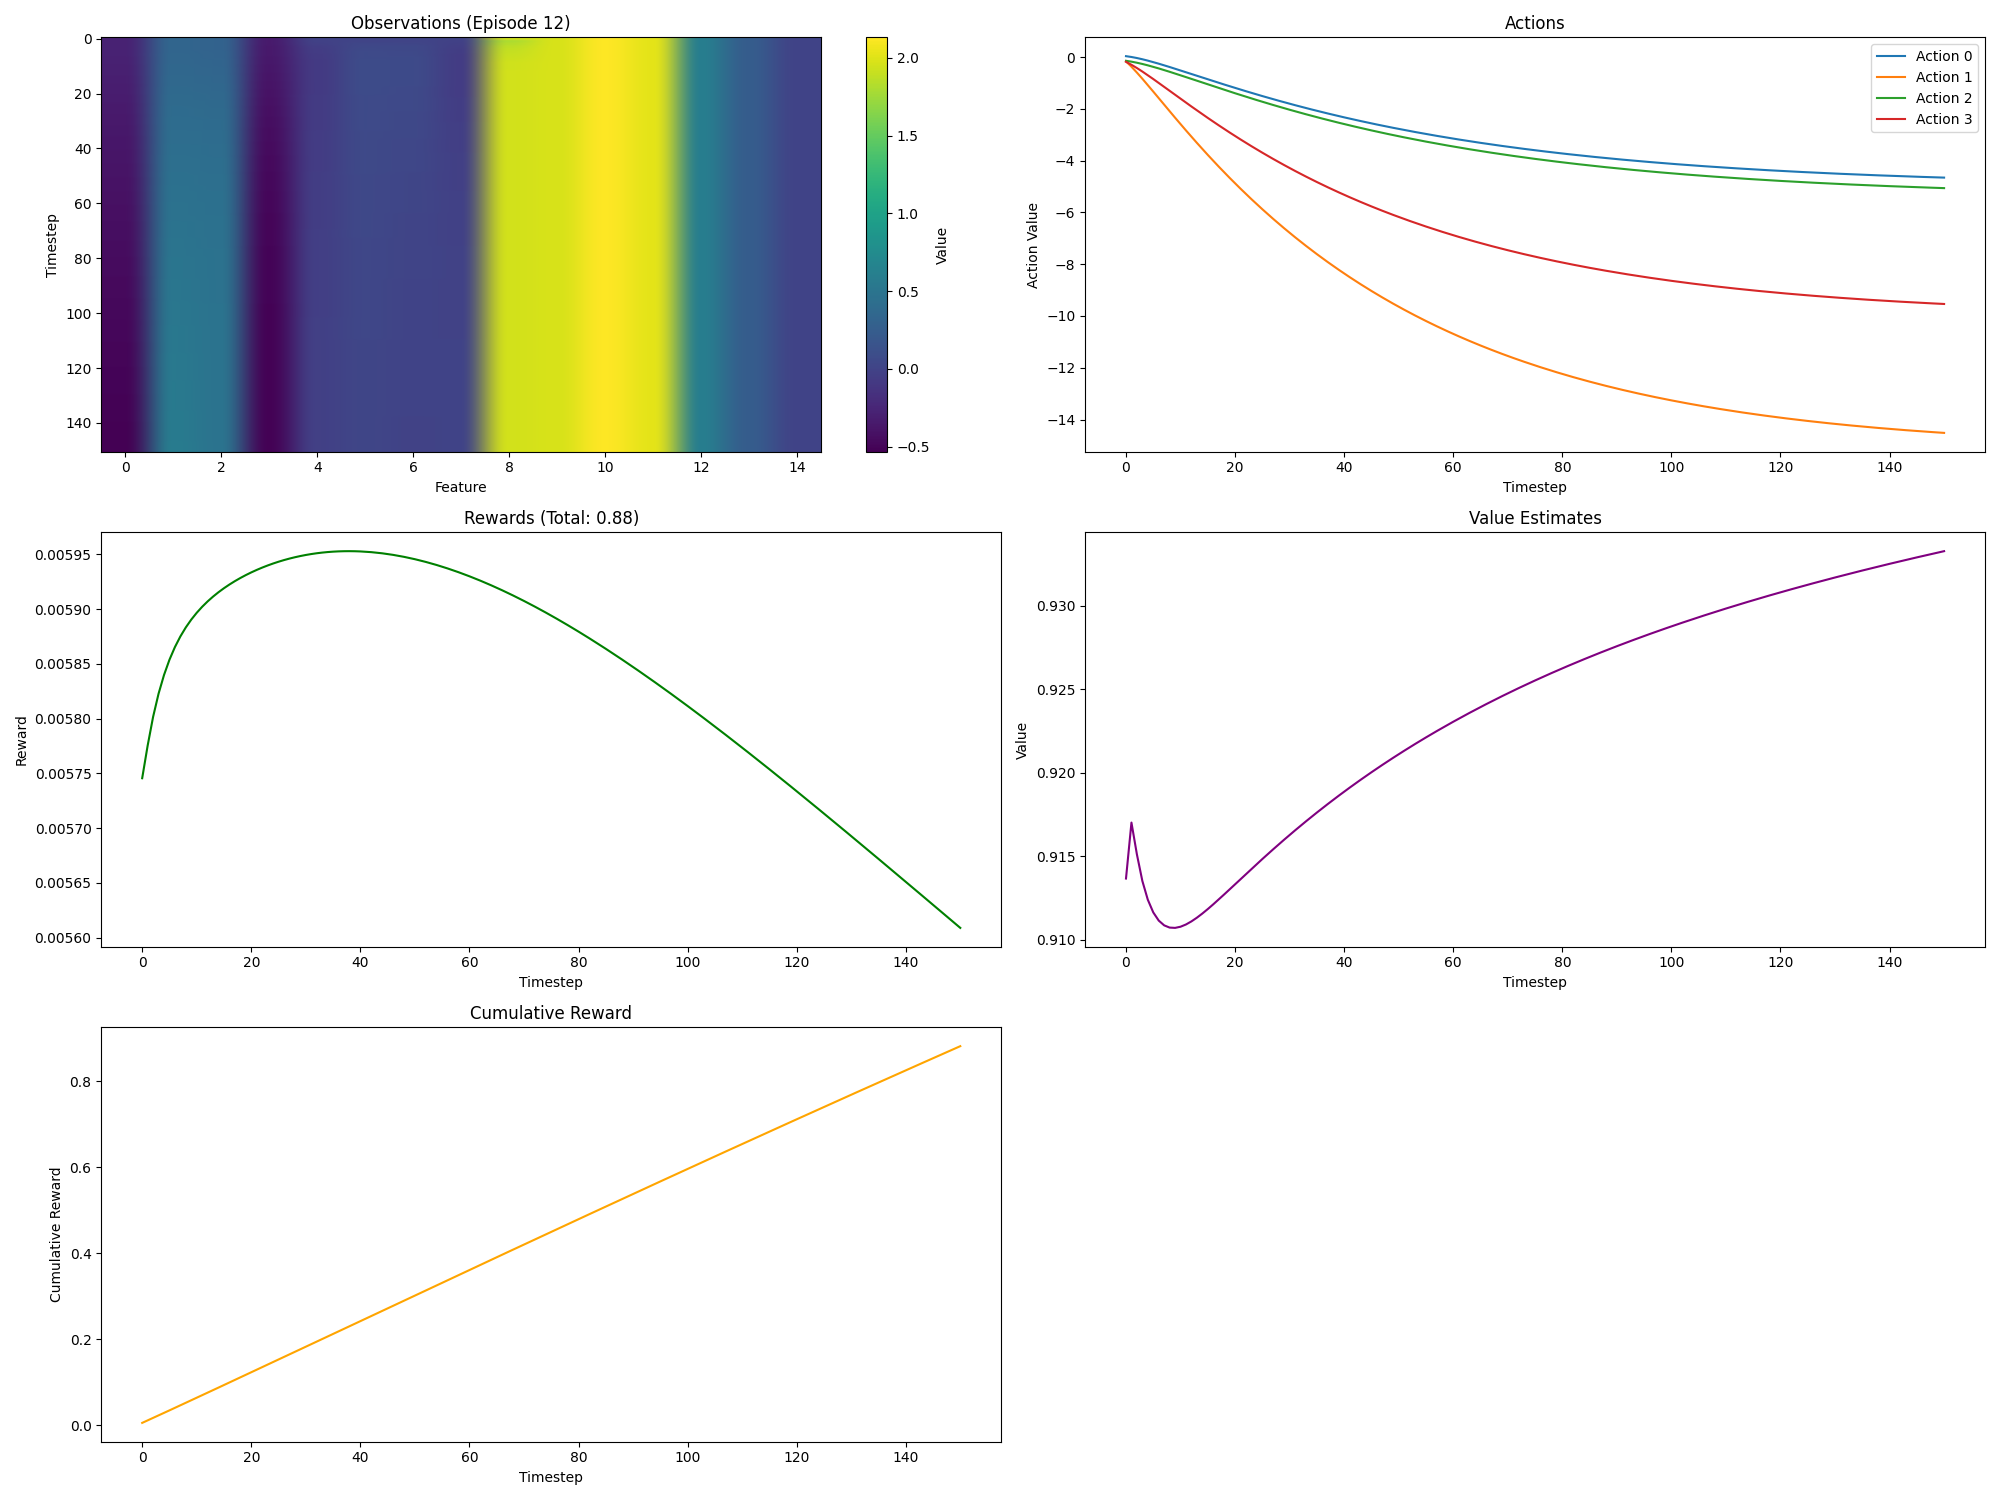 Observations (Episode 12)
0
20
40
60
80
100
120
140
Timestep
0 2 4 6 8 10 12 14
Feature
2.0
1.5
1.0
0.5
0.0
−0.5
Value
Actions
0
−2
−4
−6
−8
−10
−12
−14
Action Value
Action 0
Action 1
Action 2
Action 3
0 20 40 60 80 100 120 140
Timestep
Rewards (Total: 0.88)
0.00595
0.00590
0.00585
0.00580
0.00575
0.00570
0.00565
0.00560
Reward
0 20 40 60 80 100 120 140
Timestep
Value Estimates
0.930
0.925
0.920
0.915
0.910
Value
0 20 40 60 80 100 120 140
Timestep
Cumulative Reward
0.8
0.6
0.4
0.2
0.0
Cumulative Reward
0 20 40 60 80 100 120 140
Timestep